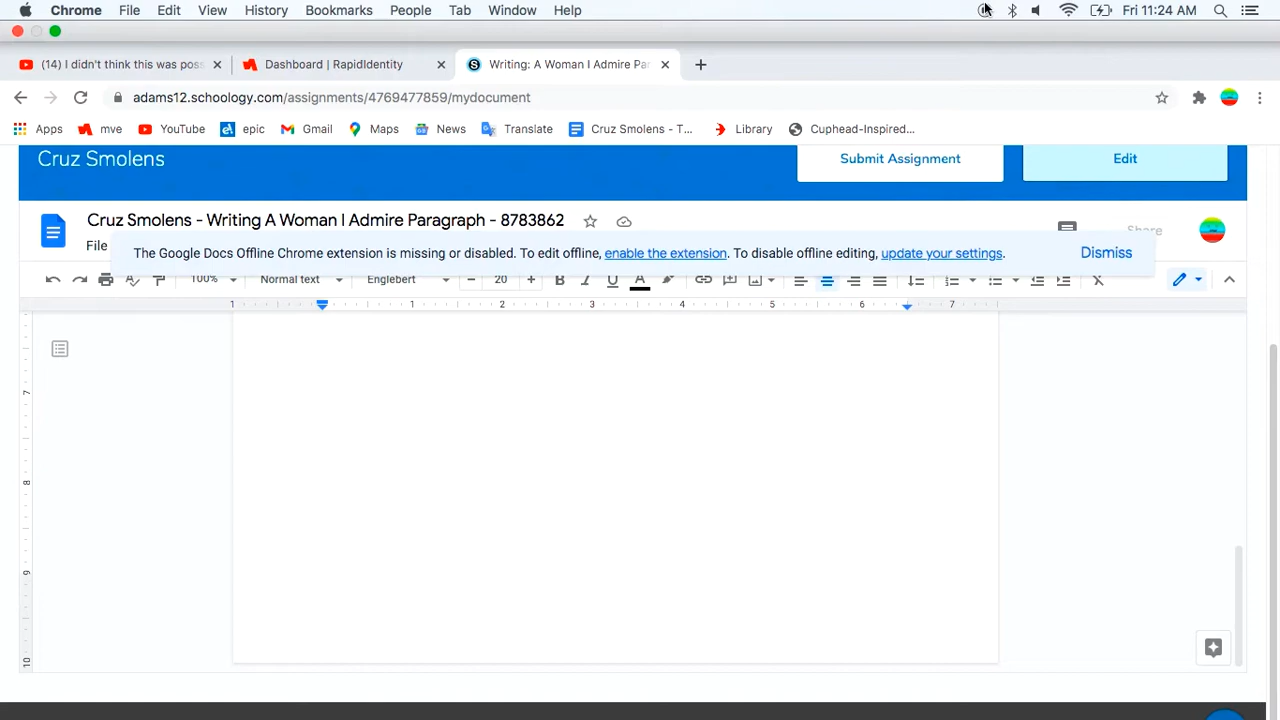 Chrome File Edit View History Bookmarks People Tab Window Help Fri 11:24 AM
(14) I didn't think this was poss Dashboard | RapidIdentity Writing: A Woman I Admire Par
adams12.schoology.com/assignments/4769477859/mydocument
Apps mve YouTube epic Gmail Maps News Translate Cruz Smolens - T... Library Cuphead-Inspired...
Cruz Smolens Submit Assignment Edit
Cruz Smolens - Writing A Woman I Admire Paragraph - 8783862
Share
File
The Google Docs Offline Chrome extension is missing or disabled. To edit offline, enable the extension. To disable offline editing, update your settings. Dismiss
100% Normal text Englebert 20 B I U A
1 1 2 3 4 5 6 7
7
8
9
10